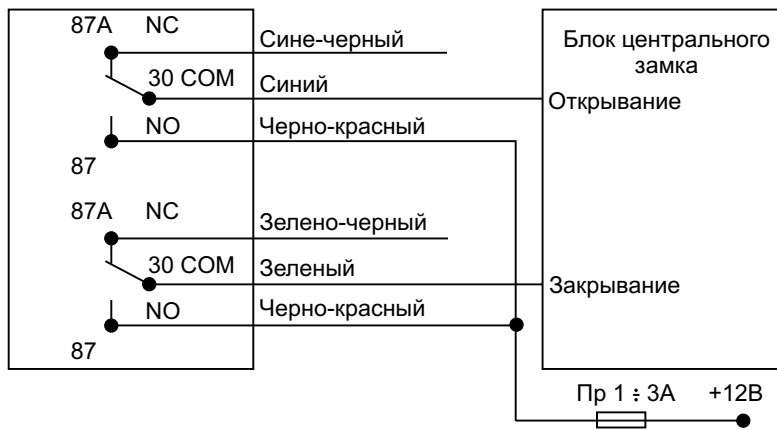 87A NC
Сине-черный
30 COM
Синий
NO
Черно-красный
87
87A NC
Зелено-черный
30 COM
Зеленый
NO
Черно-красный
87
Блок центрального
замка
Открывание
Закрывание
Пр 1 ÷ 3А
+12В